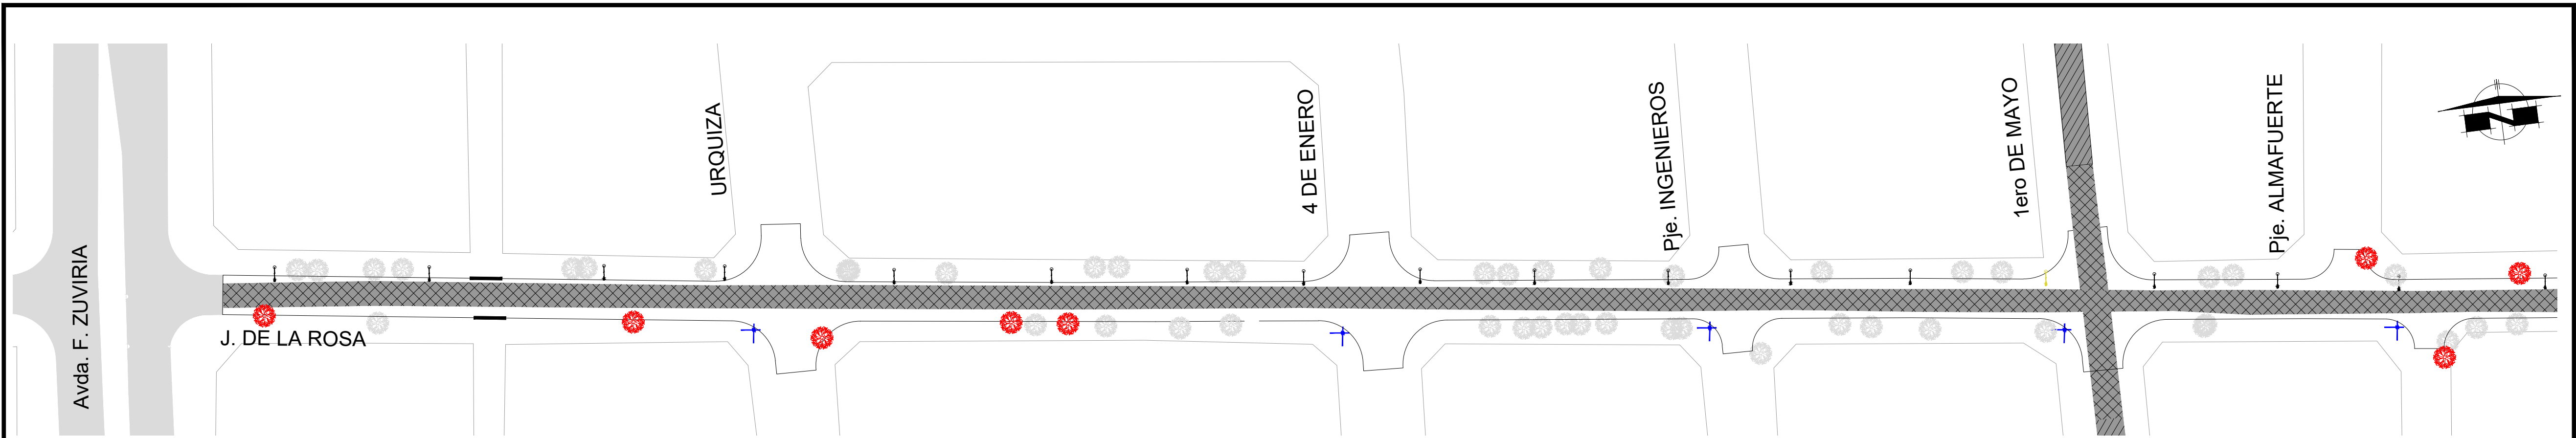 Avda. F. ZUVIRIA
J. DE LA ROSA
URQUIZA
4 DE ENERO
Pje. INGENIEROS
1ero DE MAYO
Pje. ALMAFUERTE
N